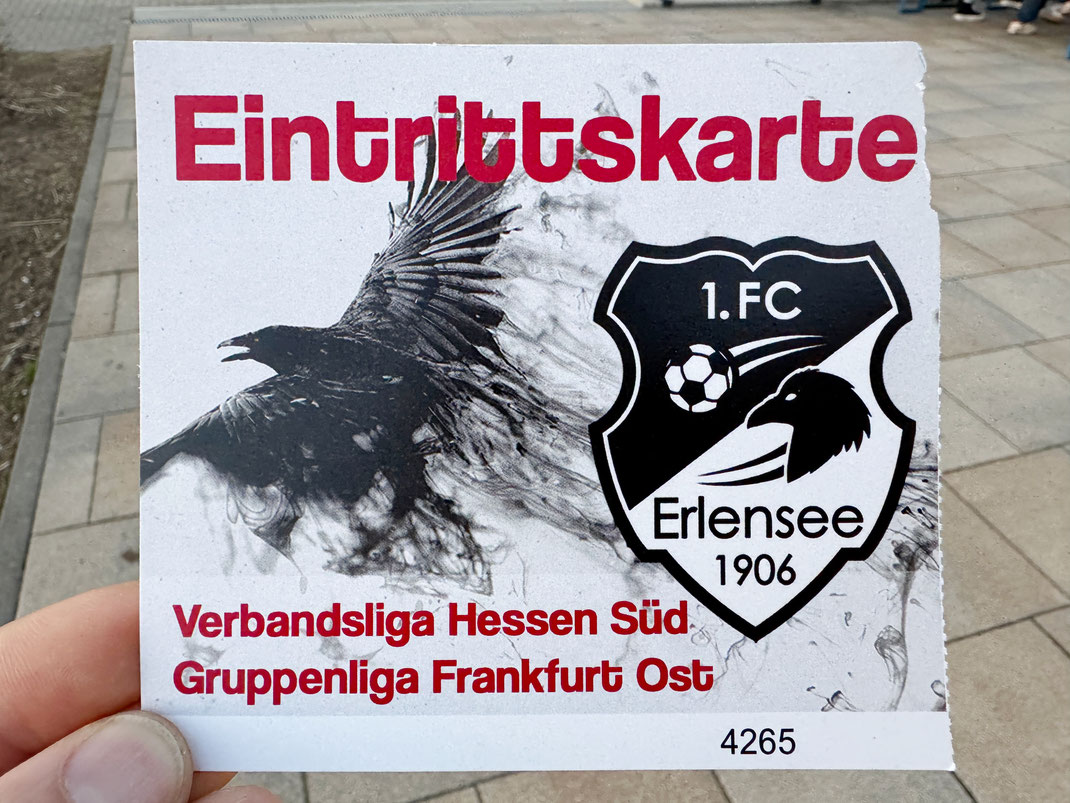 Eintrittskarte
1.FC
Erlensee
1906
Verbandsliga Hessen Süd
Gruppenliga Frankfurt Ost
4265